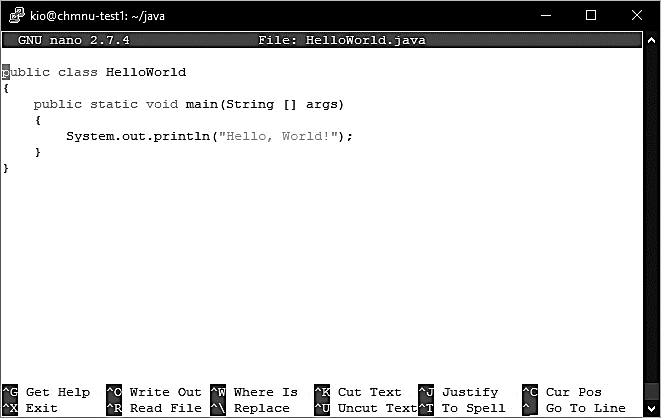 kio@chmnu-test1: ~/java
GNU nano 2.7.4 File: HelloWorld.java
public class HelloWorld
{
    public static void main(String [] args)
    {
        System.out.println("Hello, World!");
    }
}
^G Get Help ^O Write Out ^W Where Is ^K Cut Text ^J Justify ^C Cur Pos
^X Exit ^R Read File ^\ Replace ^U Uncut Text ^T To Spell ^_ Go To Line